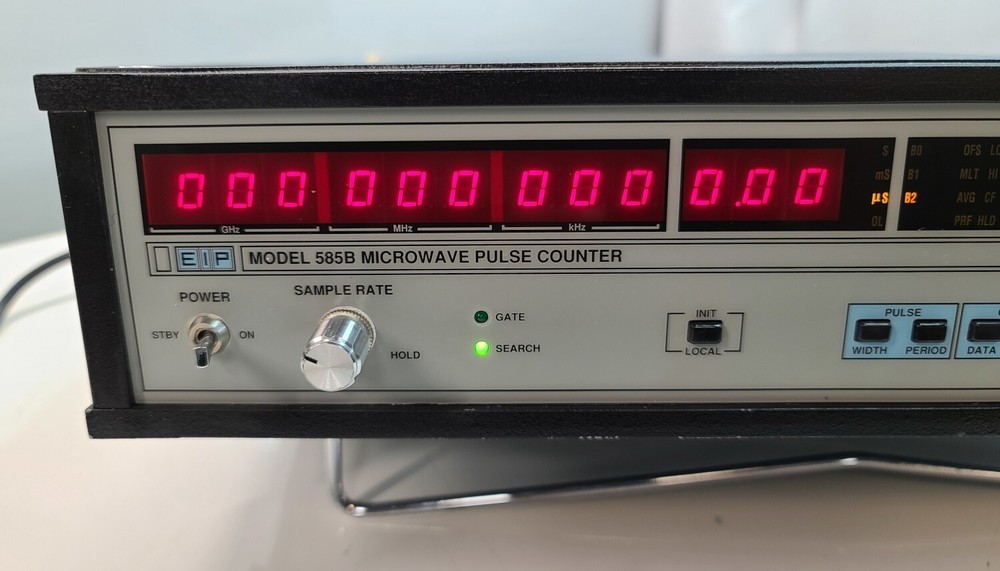 000 000 000 0.00
S B0 OFS
mS B1 MLT HI
µS B2 AVG CF
OL PRF HLD
GHz MHz kHz
EIP MODEL 585B MICROWAVE PULSE COUNTER
POWER
STBY ON
SAMPLE RATE
HOLD
GATE
SEARCH
INIT
LOCAL
PULSE
WIDTH PERIOD
DATA